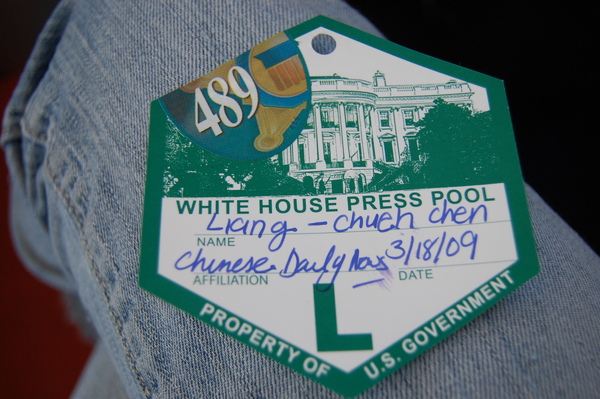 489
WHITE HOUSE PRESS POOL
Liang - Chueh Chen
NAME
Chinese Daily News 3/18/09
AFFILIATION DATE
L
PROPERTY OF U.S. GOVERNMENT